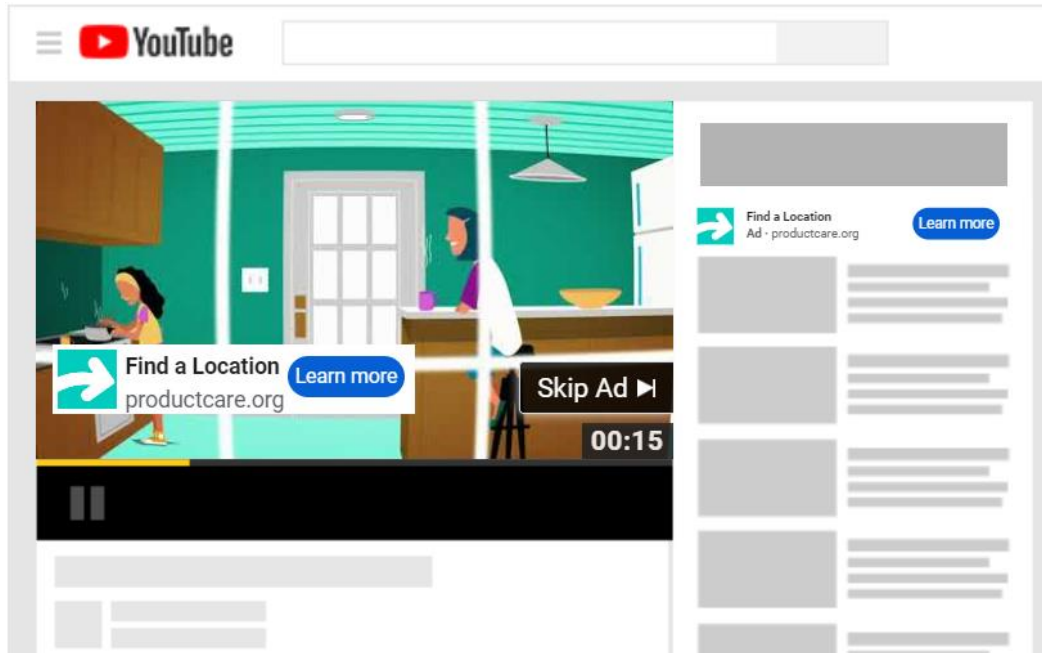 YouTube
Find a Location
Ad · productcare.org
Learn more
Find a Location
productcare.org
Learn more
Skip Ad
00:15